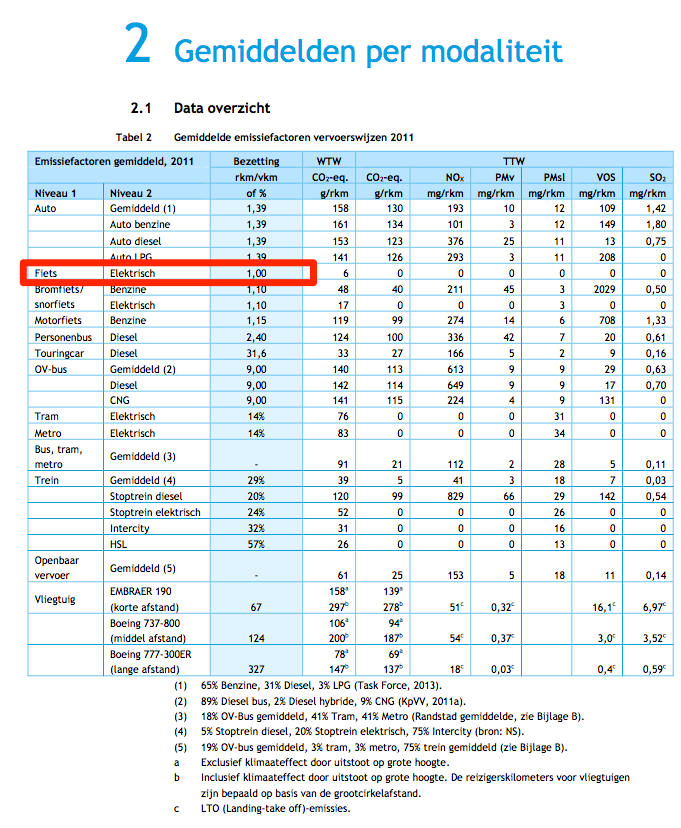 2 Gemiddelden per modaliteit
2.1 Data overzicht
Tabel 2 Gemiddelde emissiefactoren vervoerswijzen 2011
Emissiefactoren gemiddeld, 2011 Bezetting WTW TTW
rkm/vkm CO₂-eq. CO₂-eq. NOₓ PMv PMsl VOS SO₂
Niveau 1 Niveau 2 of % g/rkm g/rkm mg/rkm mg/rkm mg/rkm mg/rkm mg/rkm
Auto Gemiddeld (1) 1,39 158 130 193 10 12 109 1,42
Auto benzine 1,39 161 134 101 3 12 149 1,80
Auto diesel 1,39 153 123 376 25 11 13 0,75
Auto LPG 1,39 141 126 293 3 11 208 0
Fiets Elektrisch 1,00 6 0 0 0 0 0 0
Bromfiets/ Benzine 1,10 48 40 211 45 3 2029 0,50
snorfiets Elektrisch 1,10 17 0 0 0 3 0 0
Motorfiets Benzine 1,15 119 99 274 14 6 708 1,33
Personenbus Diesel 2,40 124 100 336 42 7 20 0,61
Touringcar Diesel 31,6 33 27 166 5 2 9 0,16
OV-bus Gemiddeld (2) 9,00 140 113 613 9 9 29 0,63
Diesel 9,00 142 114 649 9 9 17 0,70
CNG 9,00 141 115 224 4 9 131 0
Tram Elektrisch 14% 76 0 0 0 31 0 0
Metro Elektrisch 14% 83 0 0 0 34 0 0
Bus, tram,
metro Gemiddeld (3) - 91 21 112 2 28 5 0,11
Trein Gemiddeld (4) 29% 39 5 41 3 18 7 0,03
Stoptrein diesel 20% 120 99 829 66 29 142 0,54
Stoptrein elektrisch 24% 52 0 0 0 26 0 0
Intercity 32% 31 0 0 0 16 0 0
HSL 57% 26 0 0 0 13 0 0
Openbaar
vervoer Gemiddeld (5) - 61 25 153 5 18 11 0,14
Vliegtuig EMBRAER 190 158ᵃ 139ᵃ
(korte afstand) 67 297ᵇ 278ᵇ 51ᶜ 0,32ᶜ 16,1ᶜ 6,97ᶜ
Boeing 737-800 106ᵃ 94ᵃ
(middel afstand) 124 200ᵇ 187ᵇ 54ᶜ 0,37ᶜ 3,0ᶜ 3,52ᶜ
Boeing 777-300ER 78ᵃ 69ᵃ
(lange afstand) 327 147ᵇ 137ᵇ 18ᶜ 0,03ᶜ 0,4ᶜ 0,59ᶜ
(1) 65% Benzine, 31% Diesel, 3% LPG (Task Force, 2013).
(2) 89% Diesel bus, 2% Diesel hybride, 9% CNG (KpVV, 2011a).
(3) 18% OV-Bus gemiddeld, 41% Tram, 41% Metro (Randstad gemiddelde, zie Bijlage B).
(4) 5% Stoptrein diesel, 20% Stoptrein elektrisch, 75% Intercity (bron: NS).
(5) 19% OV-bus gemiddeld, 3% tram, 3% metro, 75% trein gemiddeld (zie Bijlage B).
a Exclusief klimaateffect door uitstoot op grote hoogte.
b Inclusief klimaateffect door uitstoot op grote hoogte. De reizigerskilometers voor vliegtuigen
zijn bepaald op basis van de grootcirkelafstand.
c LTO (Landing-take off)-emissies.